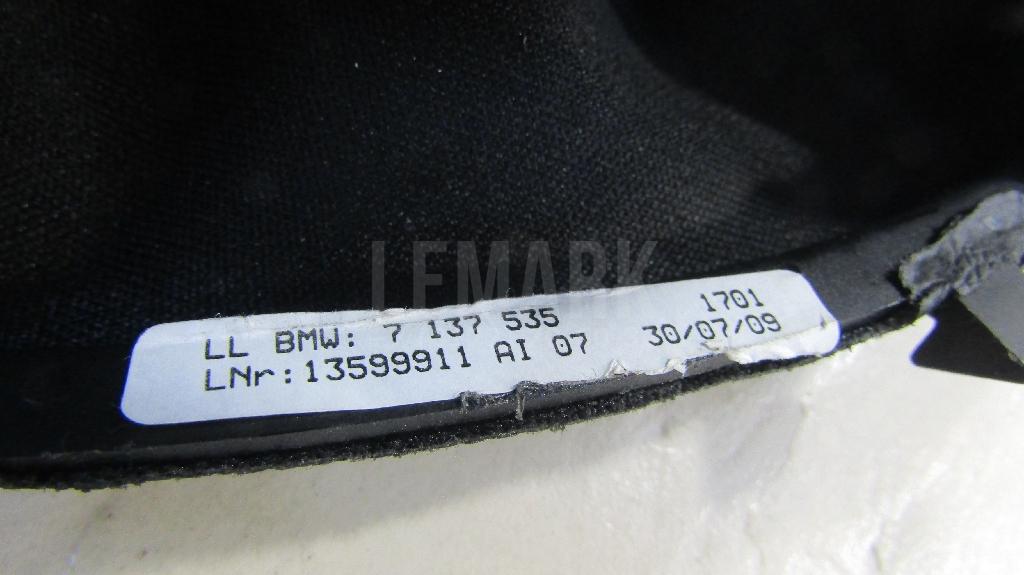 LEMARK
LL BMW: 7 137 535 1701
LNr:13599911 AI 07 30/07/09